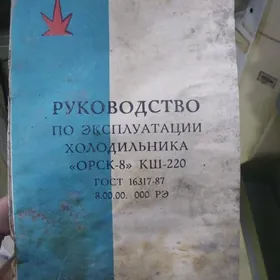 РУКОВОДСТВО
ПО ЭКСПЛУАТАЦИИ
ХОЛОДИЛЬНИКА
«ОРСК-8» КШ-220
ГОСТ 16317-87
8.00.00. 000 РЭ